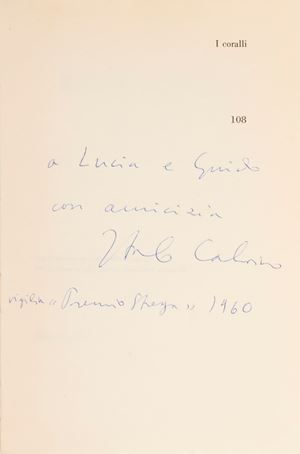 I coralli
108
a Lucia e Guido
con amicizia
Italo Calvino
vigilia « Premio Strega » 1960